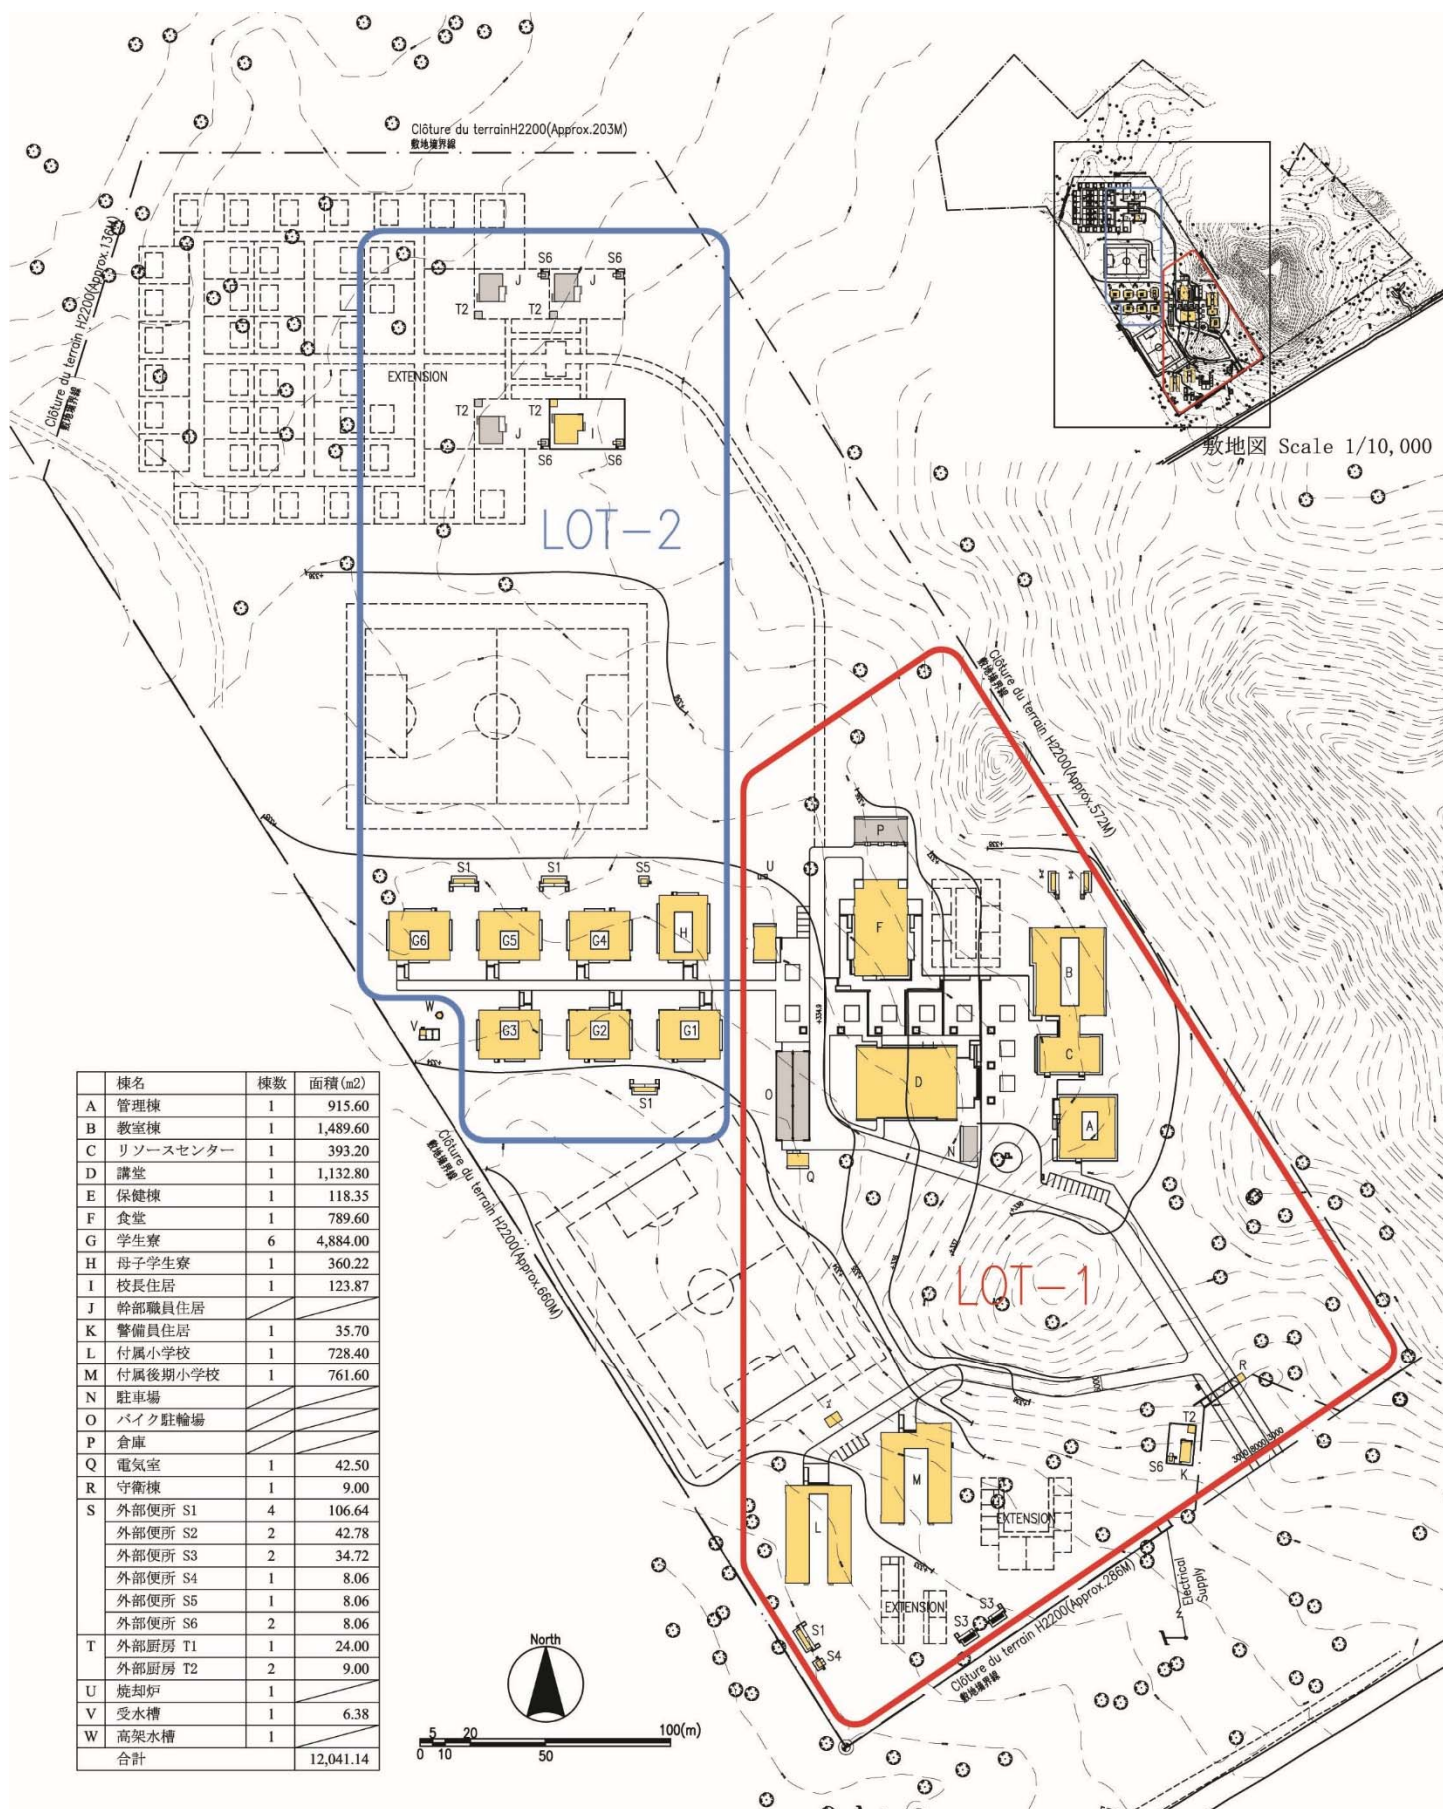 Clôture du terrainH2200(Approx.203M)
敷地境界線
Clôture du terrain H2200(Approx.136M)
敷地境界線
敷地図 Scale 1/10,000
S6
S6
J
J
T2
T2
EXTENSION
T2
T2
J
I
S6
S6
LOT-2
+336
+336
Clôture du terrain H2200(Approx.572M)
敷地境界線
S1
S1
S5
U
P
G6
G5
G4
H
F
B
W
V
G3
G2
G1
+334.9
O
D
C
A
S1
N
Q
Clôture du terrain H2200(Approx.660M)
敷地境界線
LOT-1
R
6000
T2
S6
K
3000
8000
3000
M
L
EXTENSION
EXTENSION
S3
S3
S1
S4
Clôture du terrain H2200(Approx.286M)
敷地境界線
Electrical
Supply
棟名 棟数 面積(m2)
A 管理棟 1 915.60
B 教室棟 1 1,489.60
C リソースセンター 1 393.20
D 講堂 1 1,132.80
E 保健棟 1 118.35
F 食堂 1 789.60
G 学生寮 6 4,884.00
H 母子学生寮 1 360.22
I 校長住居 1 123.87
J 幹部職員住居
K 警備員住居 1 35.70
L 付属小学校 1 728.40
M 付属後期小学校 1 761.60
N 駐車場
O バイク駐輪場
P 倉庫
Q 電気室 1 42.50
R 守衛棟 1 9.00
S 外部便所 S1 4 106.64
外部便所 S2 2 42.78
外部便所 S3 2 34.72
外部便所 S4 1 8.06
外部便所 S5 1 8.06
外部便所 S6 2 8.06
T 外部厨房 T1 1 24.00
外部厨房 T2 2 9.00
U 焼却炉 1
V 受水槽 1 6.38
W 高架水槽 1
合計 12,041.14
North
5 20 100(m)
0 10 50